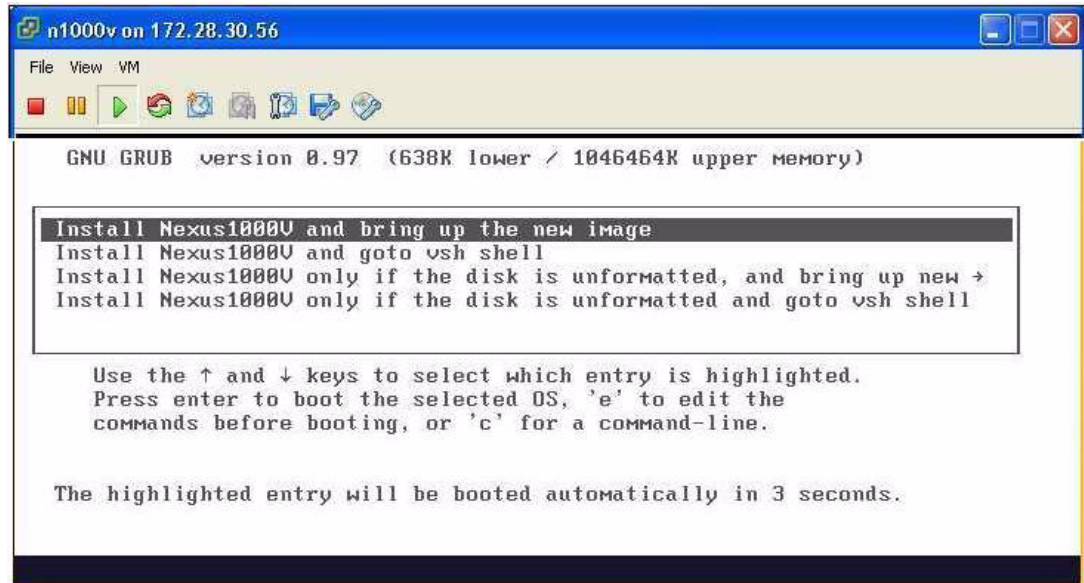 n1000v on 172.28.30.56
File View VM
GNU GRUB version 0.97 (638K lower / 1046464K upper memory)
Install Nexus1000V and bring up the new image
Install Nexus1000V and goto vsh shell
Install Nexus1000V only if the disk is unformatted, and bring up new →
Install Nexus1000V only if the disk is unformatted and goto vsh shell
Use the ↑ and ↓ keys to select which entry is highlighted.
Press enter to boot the selected OS, 'e' to edit the
commands before booting, or 'c' for a command-line.
The highlighted entry will be booted automatically in 3 seconds.